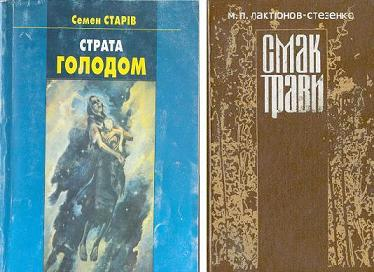 Семен СТАРІВ
СТРАТА
ГОЛОДОМ
М.П. ЛАКТІОНОВ-СТЕЗЕНКО
СМАК
ТРАВИ